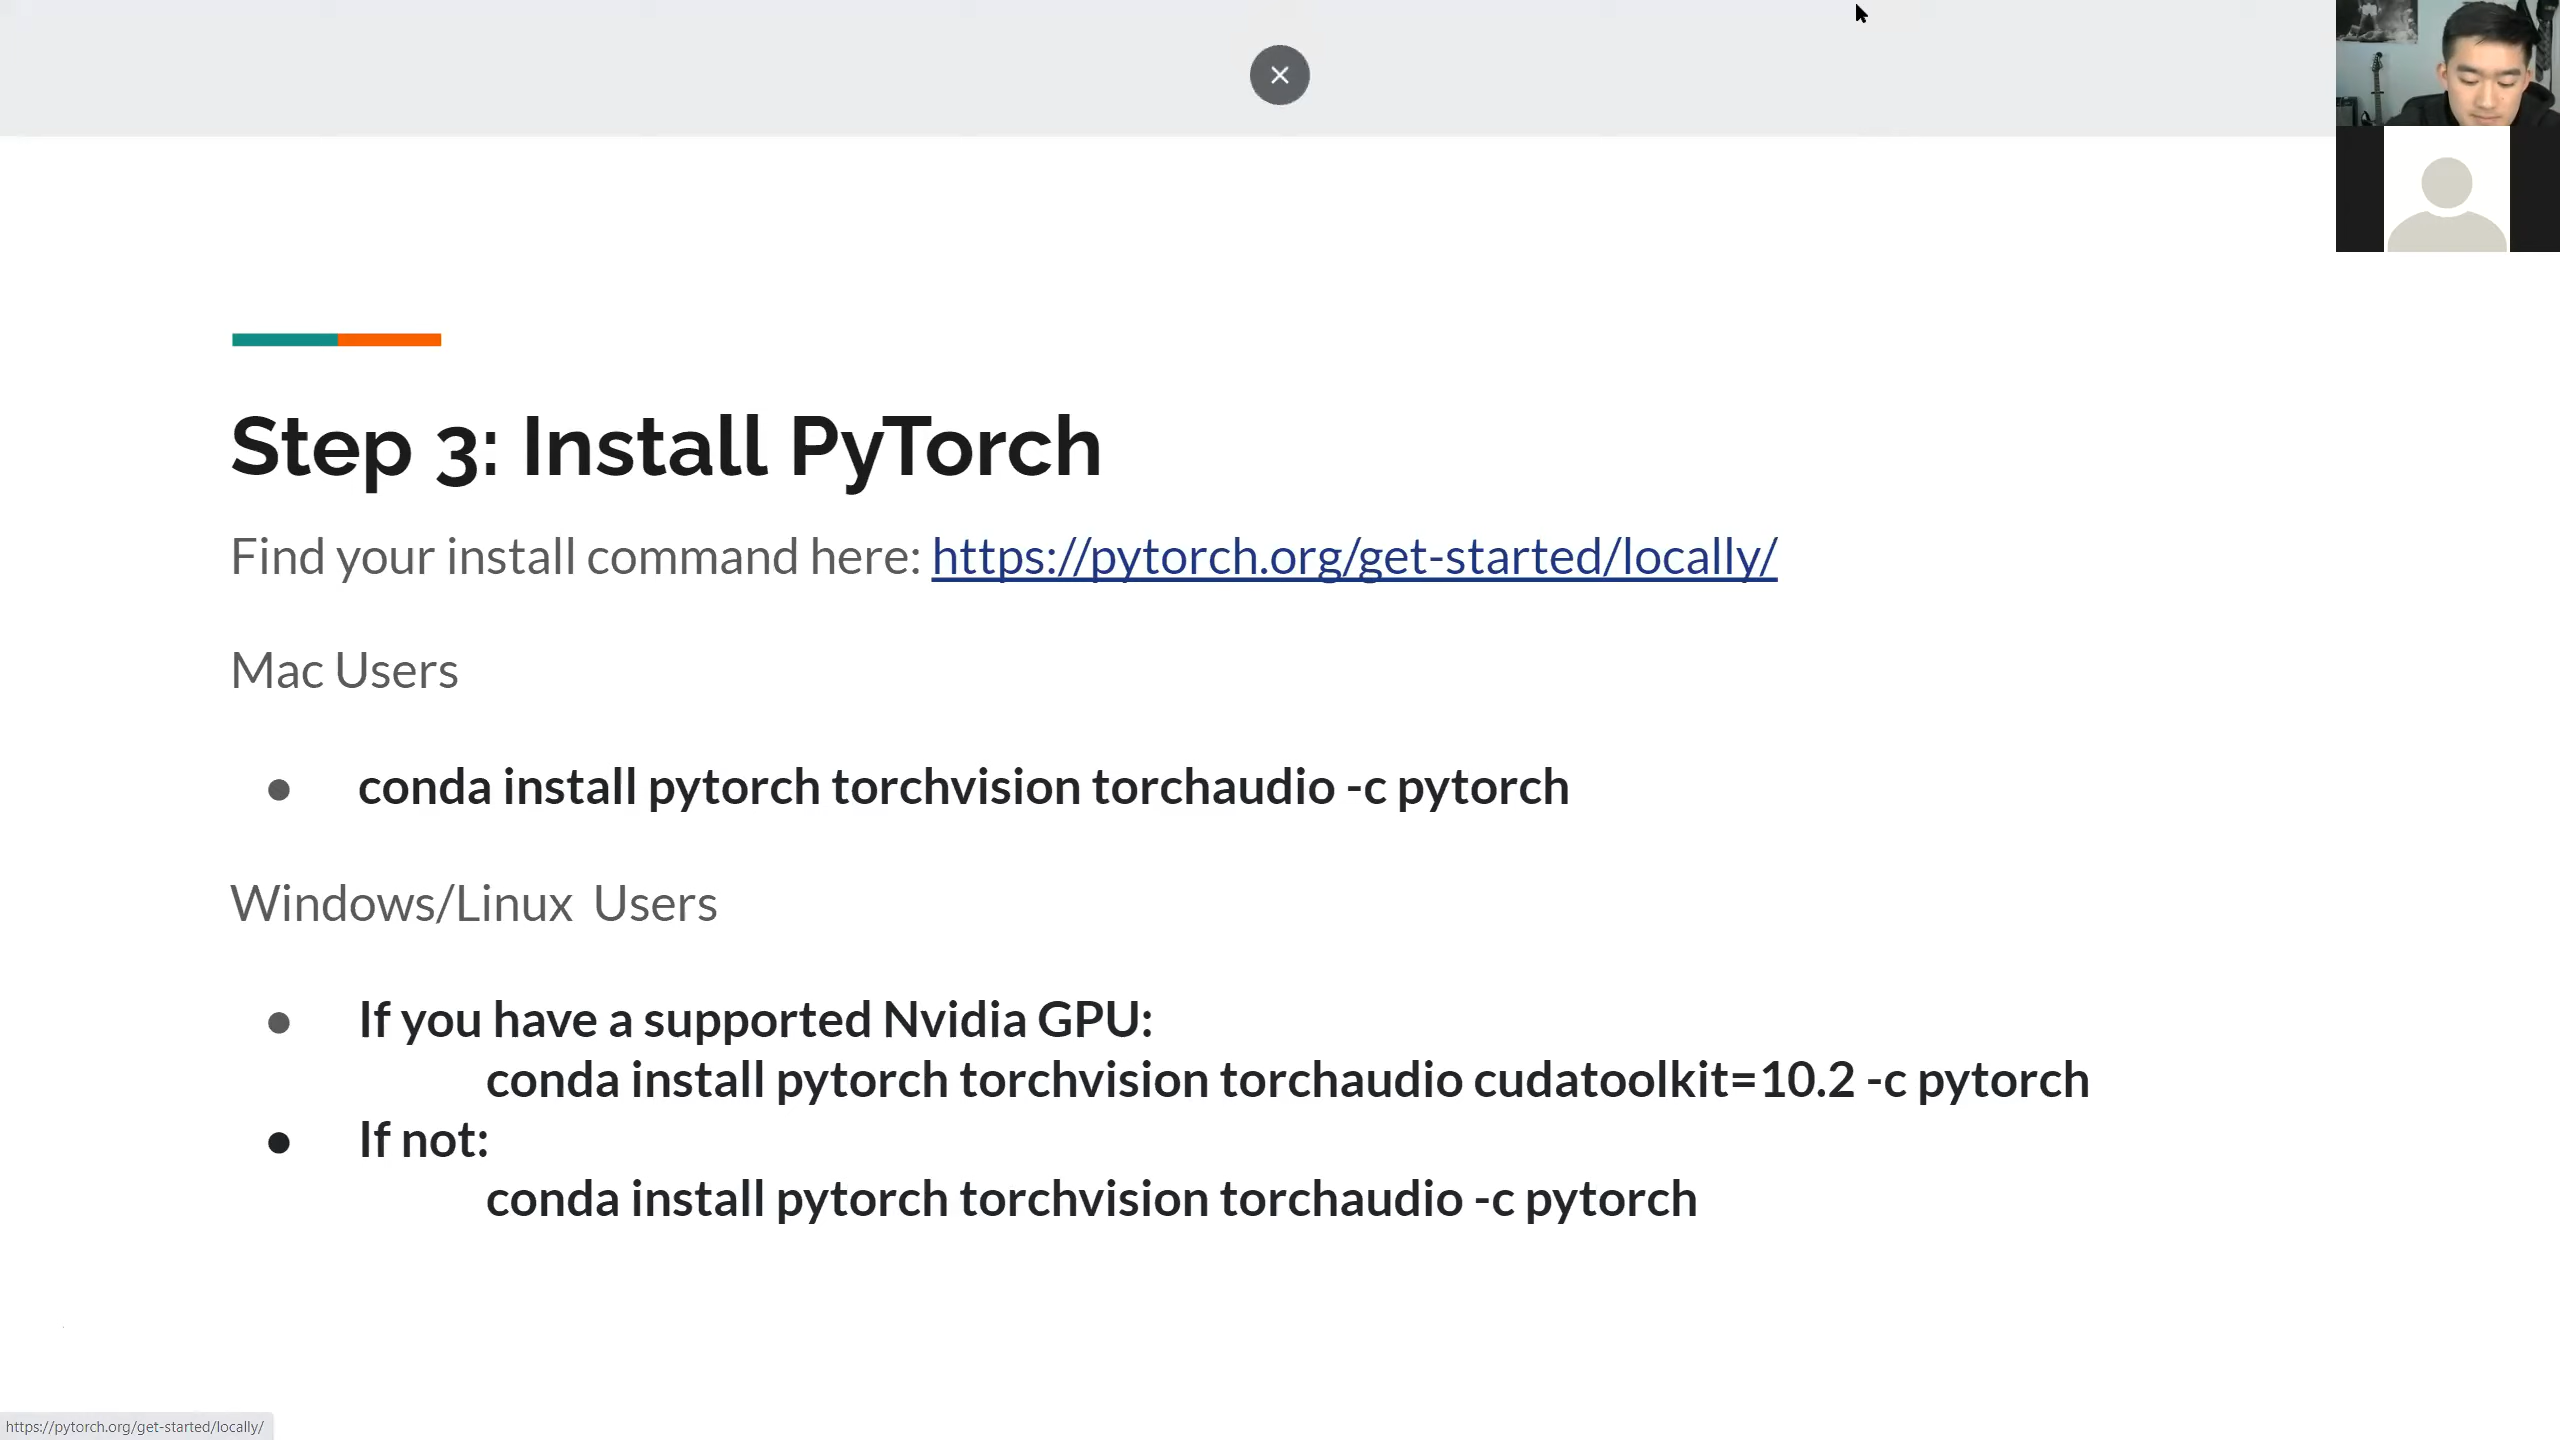 Step 3: Install PyTorch
Find your install command here: https://pytorch.org/get-started/locally/
Mac Users
● conda install pytorch torchvision torchaudio -c pytorch
Windows/Linux  Users
● If you have a supported Nvidia GPU:
conda install pytorch torchvision torchaudio cudatoolkit=10.2 -c pytorch
● If not:
conda install pytorch torchvision torchaudio -c pytorch
https://pytorch.org/get-started/locally/